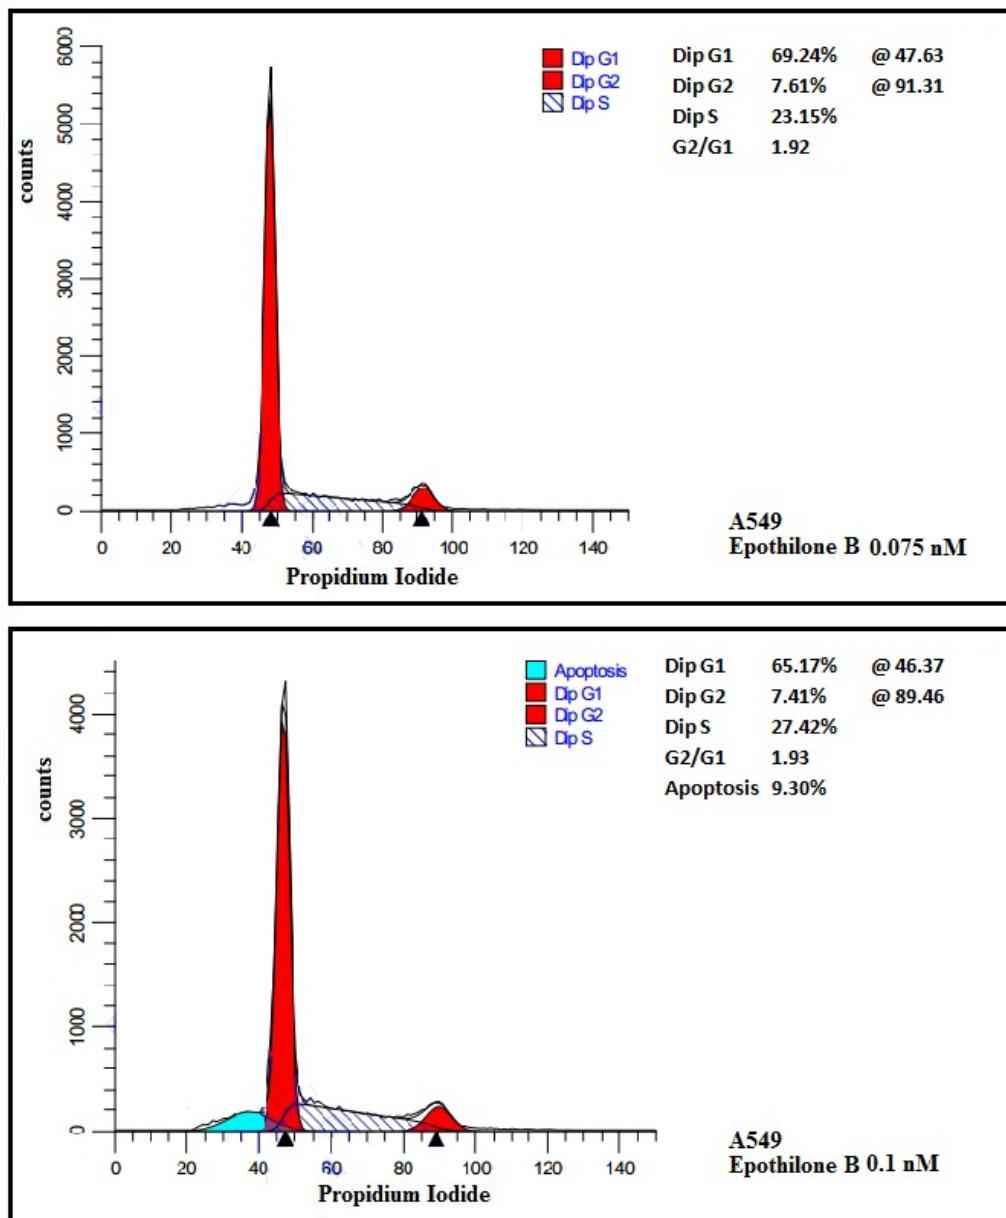 6000
5000
4000
3000
2000
1000
0
counts
0 20 40 60 80 100 120 140
Propidium Iodide
Dip G1
Dip G2
Dip S
Dip G1 69.24% @ 47.63
Dip G2 7.61% @ 91.31
Dip S 23.15%
G2/G1 1.92
A549
Epothilone B 0.075 nM
4000
3000
2000
1000
0
counts
0 20 40 60 80 100 120 140
Propidium Iodide
Apoptosis
Dip G1
Dip G2
Dip S
Dip G1 65.17% @ 46.37
Dip G2 7.41% @ 89.46
Dip S 27.42%
G2/G1 1.93
Apoptosis 9.30%
A549
Epothilone B 0.1 nM